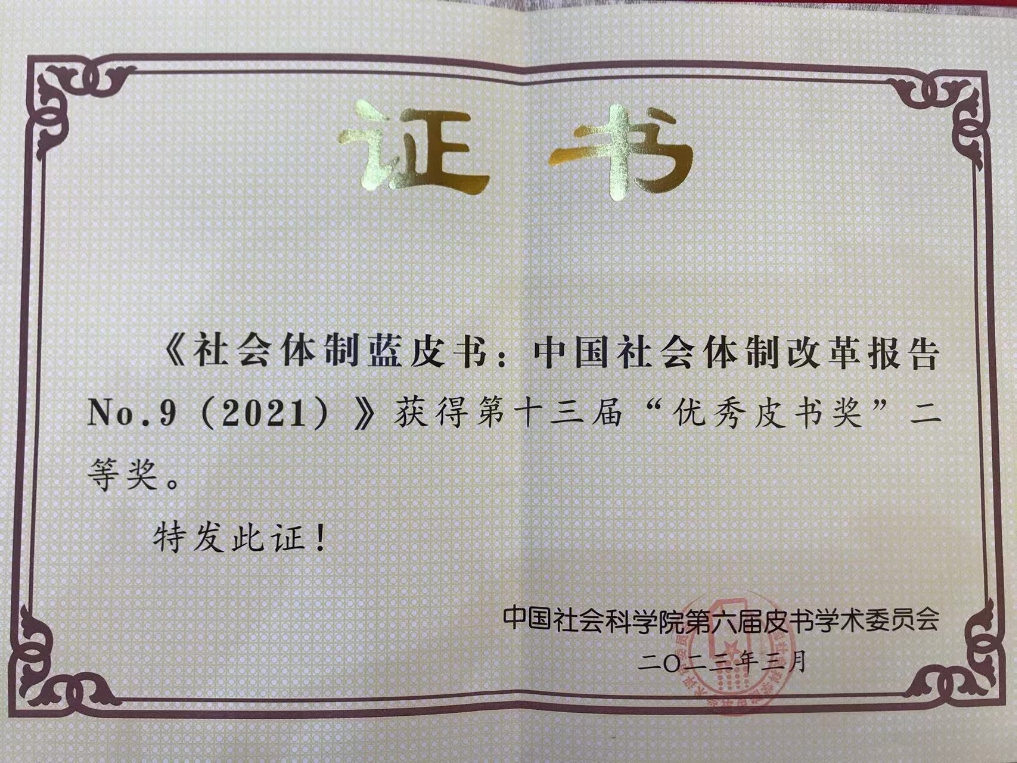 证书
《社会体制蓝皮书：中国社会体制改革报告
No.9（2021）》获得第十三届“优秀皮书奖”二
等奖。
特发此证！
中国社会科学院第六届皮书学术委员会
二〇二三年三月